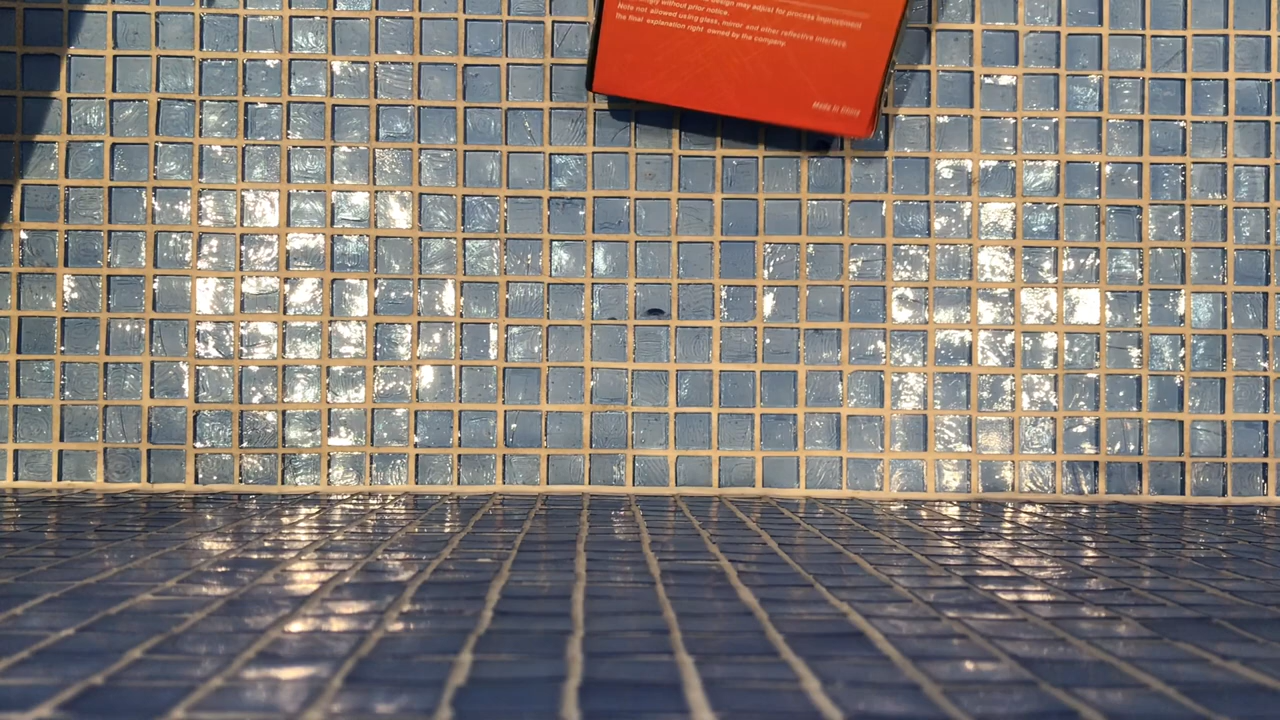 design may adjust for process improvement
without prior notice.
Note not allowed using glass, mirror and other reflective interface.
The final explanation right owned by the company.
Made in China